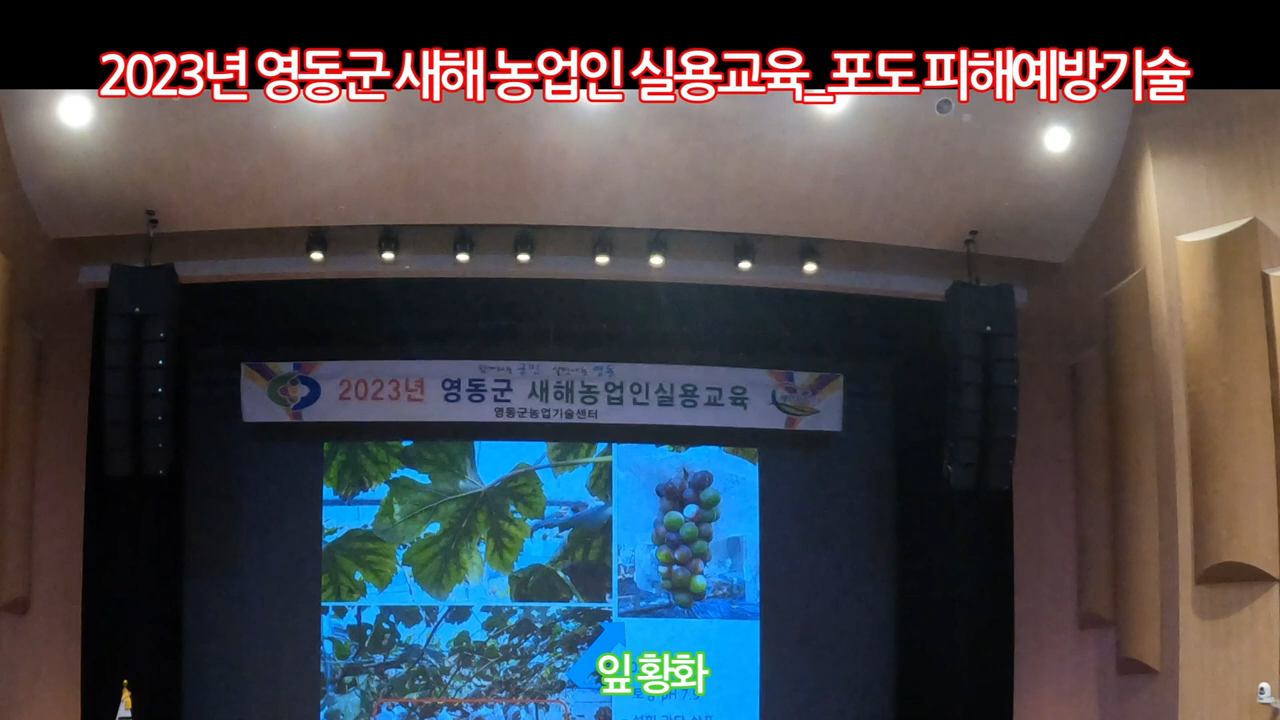 2023년 영동군 새해 농업인 실용교육_포도 피해예방기술
2023년 영동군 새해농업인실용교육
영동군농업기술센터
잎 황화